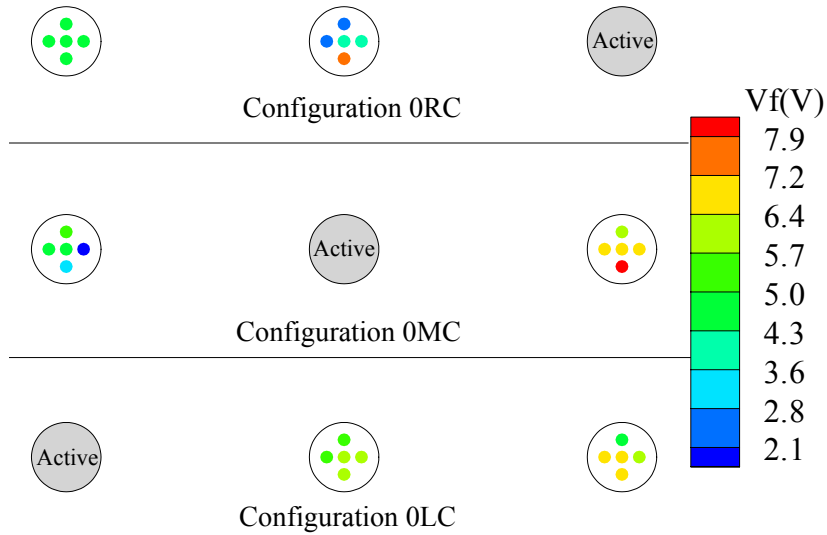 Active
Configuration 0RC
Vf(V)
7.9
7.2
6.4
5.7
5.0
4.3
3.6
2.8
2.1
Active
Configuration 0MC
Active
Configuration 0LC